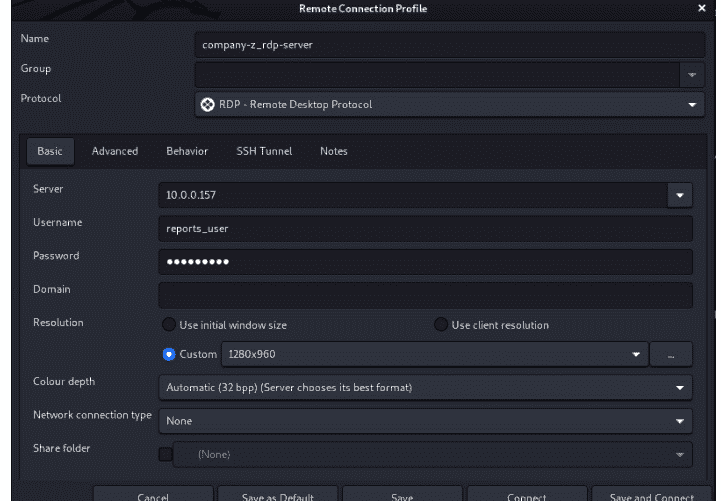 Remote Connection Profile ×
Name company-z_rdp-server
Group
Protocol RDP - Remote Desktop Protocol
Basic Advanced Behavior SSH Tunnel Notes
Server 10.0.0.157
Username reports_user
Password •••••••••
Domain
Resolution Use initial window size Use client resolution
Custom 1280x960 ...
Colour depth Automatic (32 bpp) (Server chooses its best format)
Network connection type None
Share folder (None)
Cancel Save as Default Save Connect Save and Connect